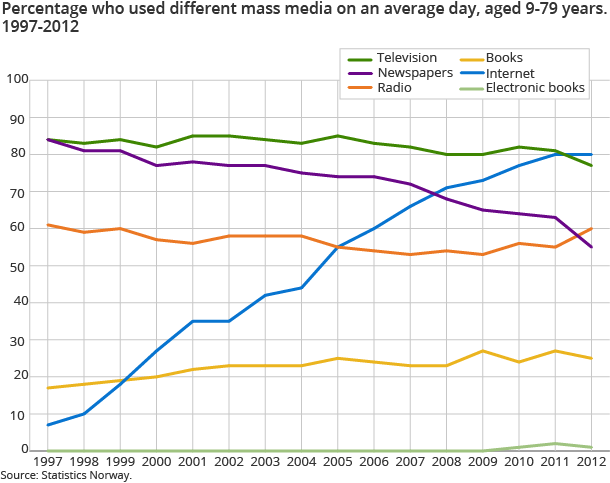 Percentage who used different mass media on an average day, aged 9-79 years.
1997-2012
Television
Books
Newspapers
Internet
Radio
Electronic books
100
90
80
70
60
50
40
30
20
10
0
1997 1998 1999 2000 2001 2002 2003 2004 2005 2006 2007 2008 2009 2010 2011 2012
Source: Statistics Norway.